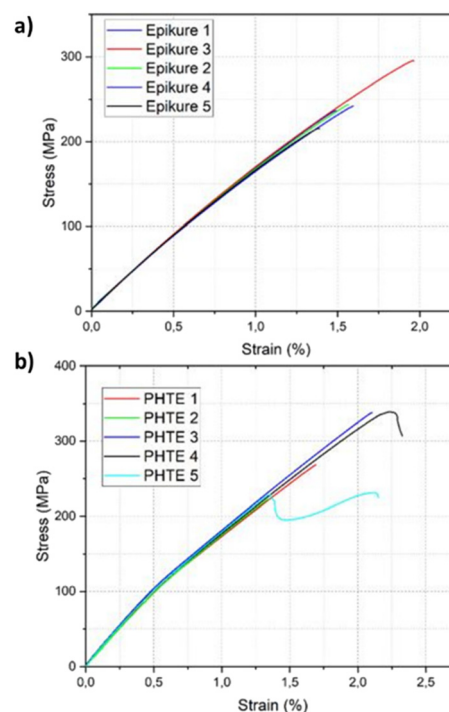 a)
Epikure 1
Epikure 3
Epikure 2
Epikure 4
Epikure 5
300
200
100
0
Stress (MPa)
0,0 0,5 1,0 1,5 2,0
Strain (%)
b)
PHTE 1
PHTE 2
PHTE 3
PHTE 4
PHTE 5
400
300
200
100
0
Stress (MPa)
0,0 0,5 1,0 1,5 2,0 2,5
Strain (%)